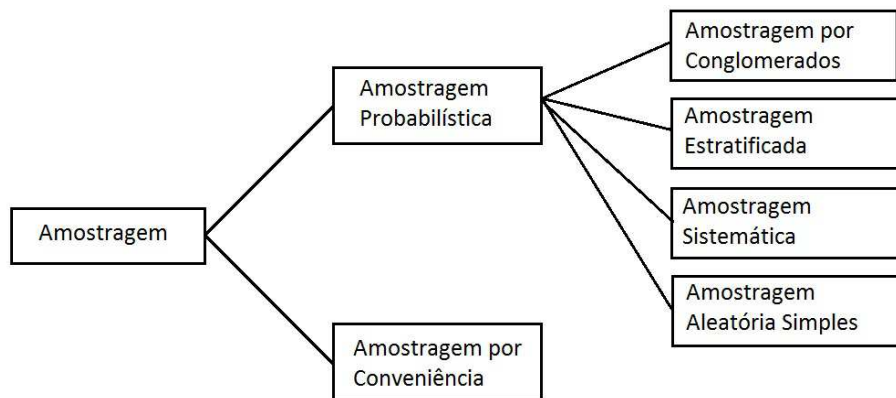 Amostragem
Amostragem
Probabilística
Amostragem por
Conveniência
Amostragem por
Conglomerados
Amostragem
Estratificada
Amostragem
Sistemática
Amostragem
Aleatória Simples